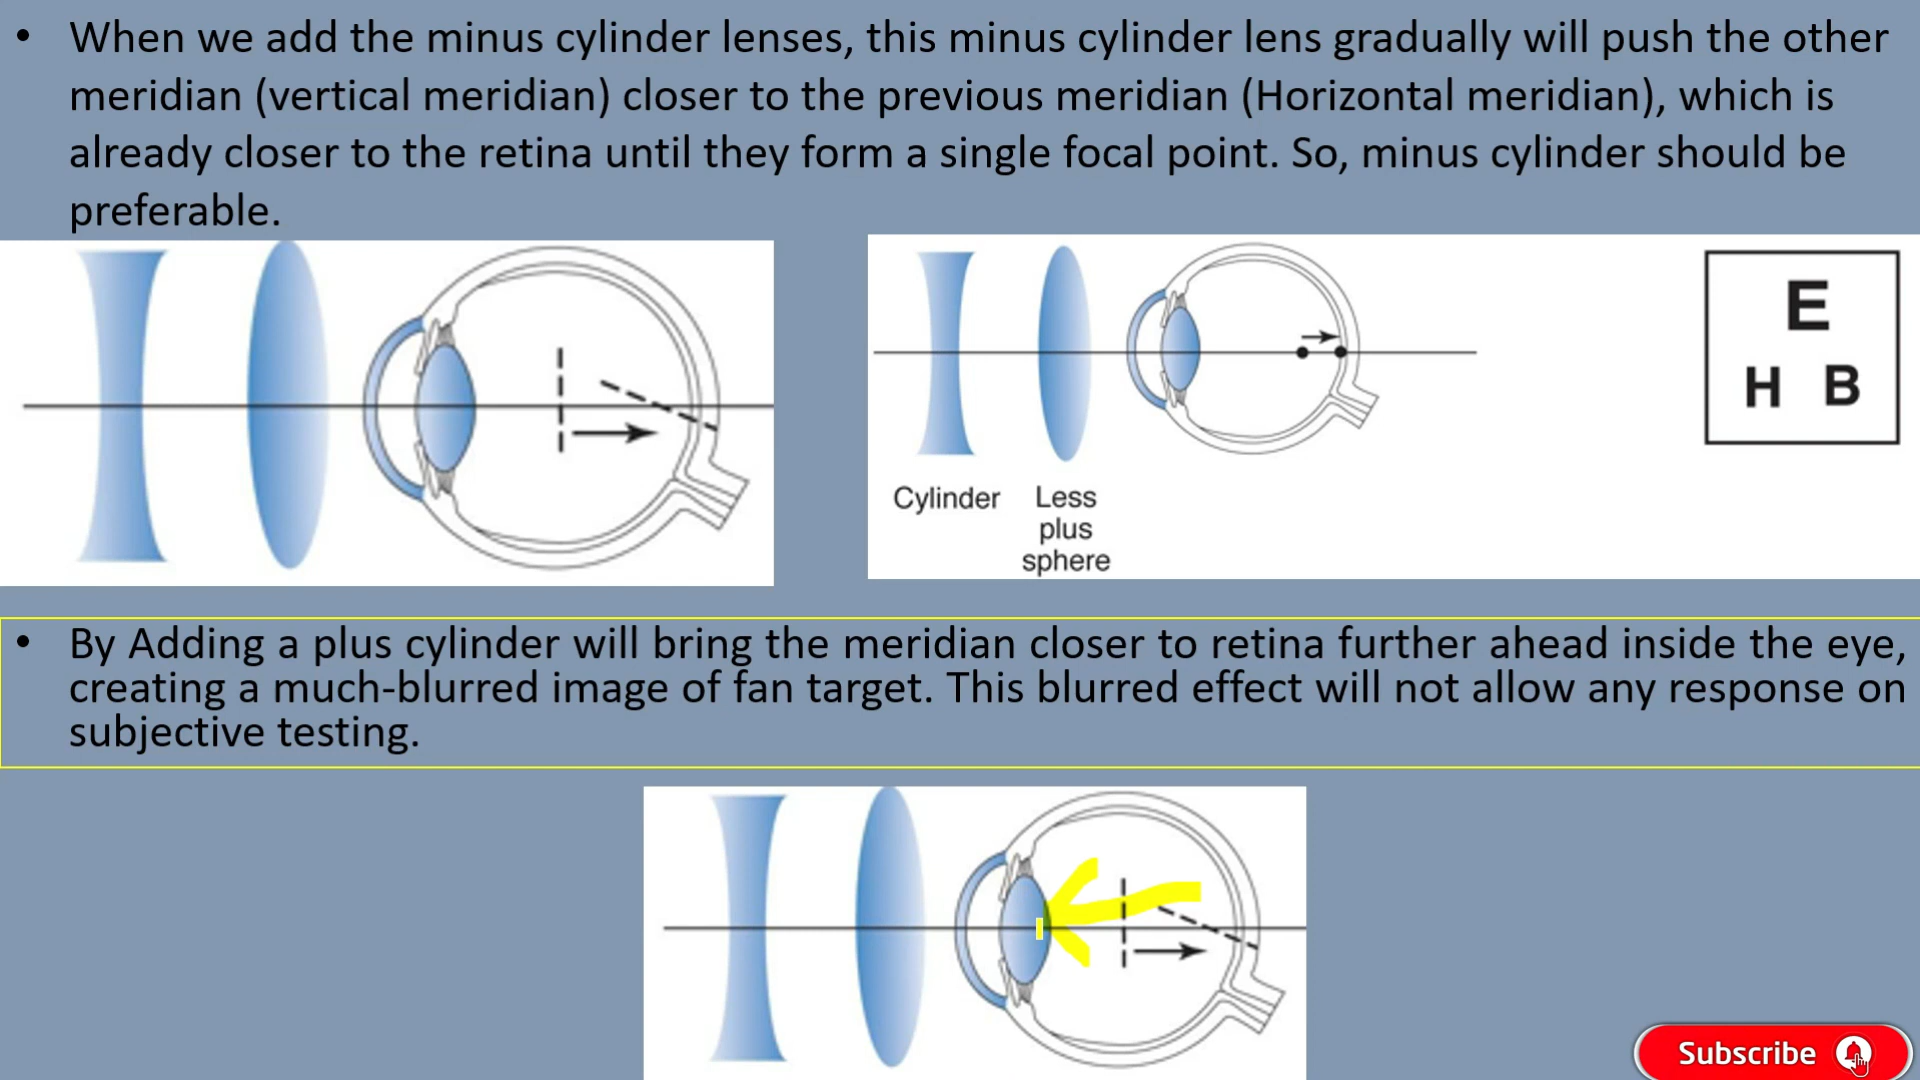 • When we add the minus cylinder lenses, this minus cylinder lens gradually will push the other
meridian (vertical meridian) closer to the previous meridian (Horizontal meridian), which is
already closer to the retina until they form a single focal point. So, minus cylinder should be
preferable.
E
H B
Cylinder
Less
plus
sphere
• By Adding a plus cylinder will bring the meridian closer to retina further ahead inside the eye,
creating a much-blurred image of fan target. This blurred effect will not allow any response on
subjective testing.
Subscribe